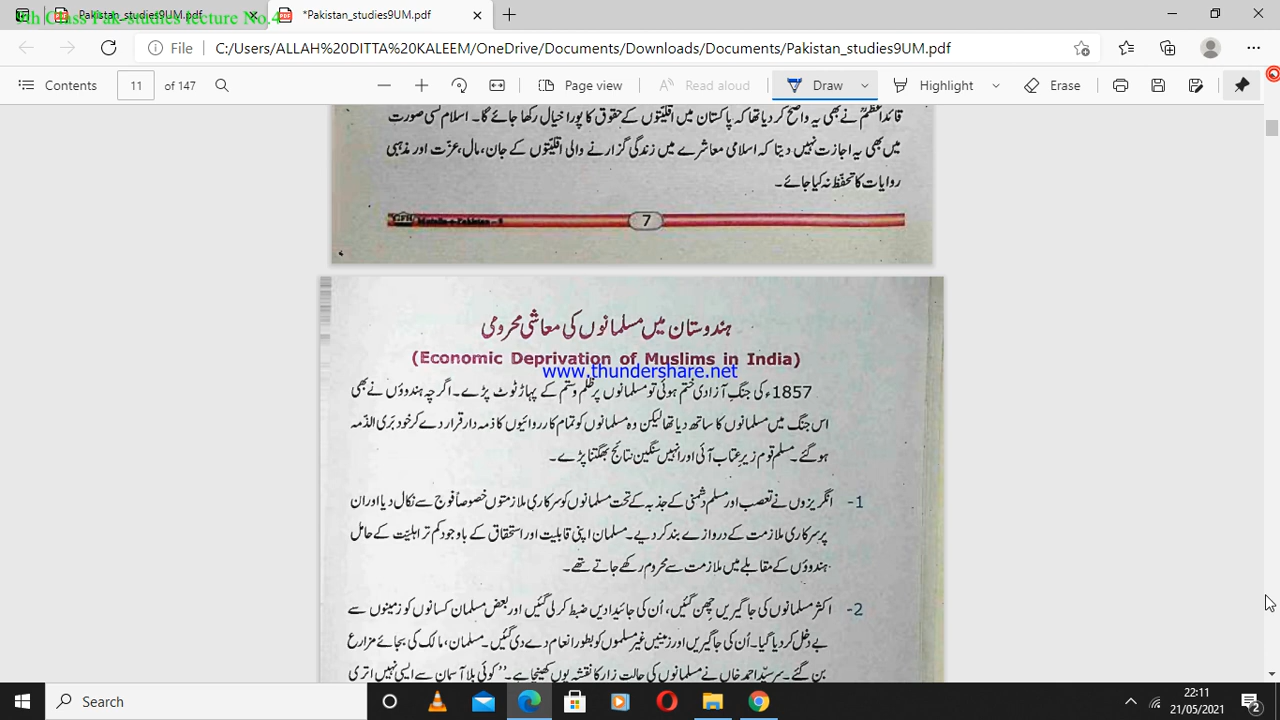 9th Class Pak-studies lecture No.4
Pakistan_studies9UM.pdf
*Pakistan_studies9UM.pdf
File
C:/Users/ALLAH%20DITTA%20KALEEM/OneDrive/Documents/Downloads/Documents/Pakistan_studies9UM.pdf
Contents 11 of 147 Page view Read aloud Draw Highlight Erase
قائداعظمؒ نے بھی یہ واضح کر دیا تھا کہ پاکستان میں اقلیتوں کے حقوق کا پورا خیال رکھا جائے گا۔ اسلام کسی صورت
میں بھی یہ اجازت نہیں دیتا کہ اسلامی معاشرے میں زندگی گزارنے والی اقلیتوں کے جان، مال، عزت اور مذہبی
روایات کا تحفّظ نہ کیا جائے۔
7
4
ہندوستان میں مسلمانوں کی معاشی محرومی
(Economic Deprivation of Muslims in India)
www.thundershare.net
1857ء کی جنگِ آزادی ختم ہوئی تو مسلمانوں پر ظلم و ستم کے پہاڑ ٹوٹ پڑے۔ اگرچہ ہندوؤں نے بھی
اس جنگ میں مسلمانوں کا ساتھ دیا تھا لیکن وہ مسلمانوں کو تمام کارروائیوں کا ذمہ دار قرار دے کر خود بَری الذّمہ
ہو گئے۔ مسلم قوم زیرِ عتاب آئی اور انہیں سنگین نتائج بھگتنا پڑے۔
1- انگریزوں نے تعصب اور مسلم دشمنی کے جذبہ کے تحت مسلمانوں کو سرکاری ملازمتوں خصوصاً فوج سے نکال دیا اور ان
پر سرکاری ملازمت کے دروازے بند کر دیے۔ مسلمان اپنی قابلیت اور استحقاق کے باوجود کم تر اہلیّت کے حامل
ہندوؤں کے مقابلے میں ملازمت سے محروم رکھے جاتے تھے۔
2- اکثر مسلمانوں کی جاگیریں چھِن گئیں، اُن کی جائیدادیں ضبط کر لی گئیں اور بعض مسلمان کسانوں کو زمینوں سے
بے دخل کر دیا گیا۔ اُن کی جاگیریں اور زمینیں غیر مسلموں کو بطور انعام دے دی گئیں۔ مسلمان، مالک کی بجائے مزارع
بن گئے۔ سر سیّد احمد خاں نے مسلمانوں کی حالتِ زار کا نقشہ یوں کھینچا ہے۔ ”کوئی بلا آسمان سے ایسی نہیں اتری
Search
22:11
21/05/2021
2